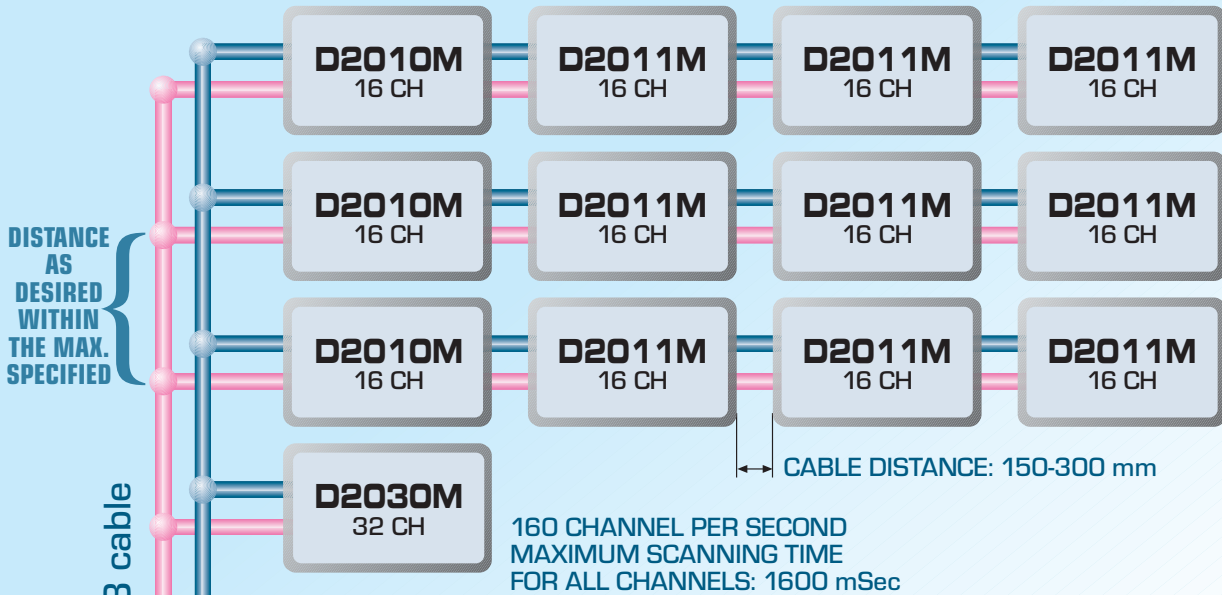 D2010M
16 CH
D2011M
16 CH
D2011M
16 CH
D2011M
16 CH
D2010M
16 CH
D2011M
16 CH
D2011M
16 CH
D2011M
16 CH
DISTANCE
AS
DESIRED
WITHIN
THE MAX.
SPECIFIED
D2010M
16 CH
D2011M
16 CH
D2011M
16 CH
D2011M
16 CH
CABLE DISTANCE: 150-300 mm
D2030M
32 CH
160 CHANNEL PER SECOND
MAXIMUM SCANNING TIME
FOR ALL CHANNELS: 1600 mSec
cable